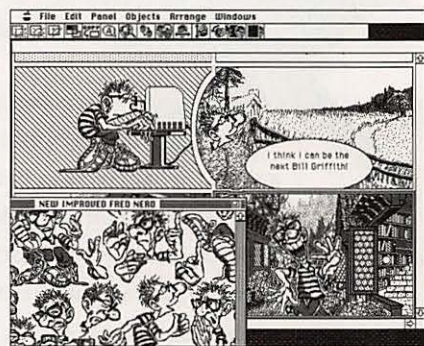 File Edit Panel Objects Arrange Windows
I think I can be the
next Bill Griffith!
NEW IMPROVED FRED NERD